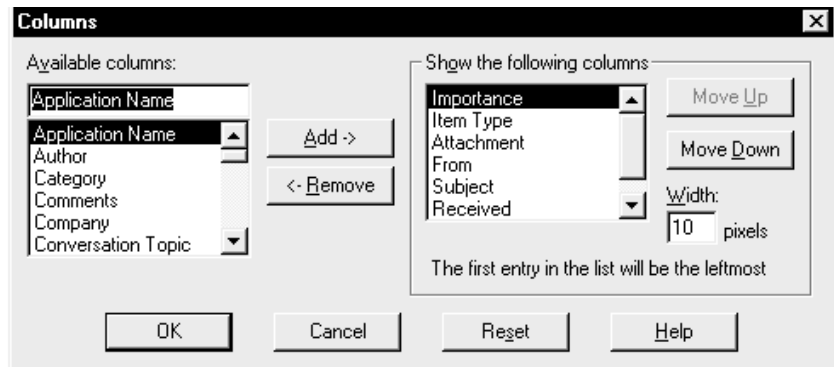 Columns
Available columns:
Application Name
Application Name
Author
Category
Comments
Company
Conversation Topic
Add ->
<- Remove
Show the following columns
Importance
Item Type
Attachment
From
Subject
Received
Move Up
Move Down
Width:
10 pixels
The first entry in the list will be the leftmost
OK Cancel Reset Help